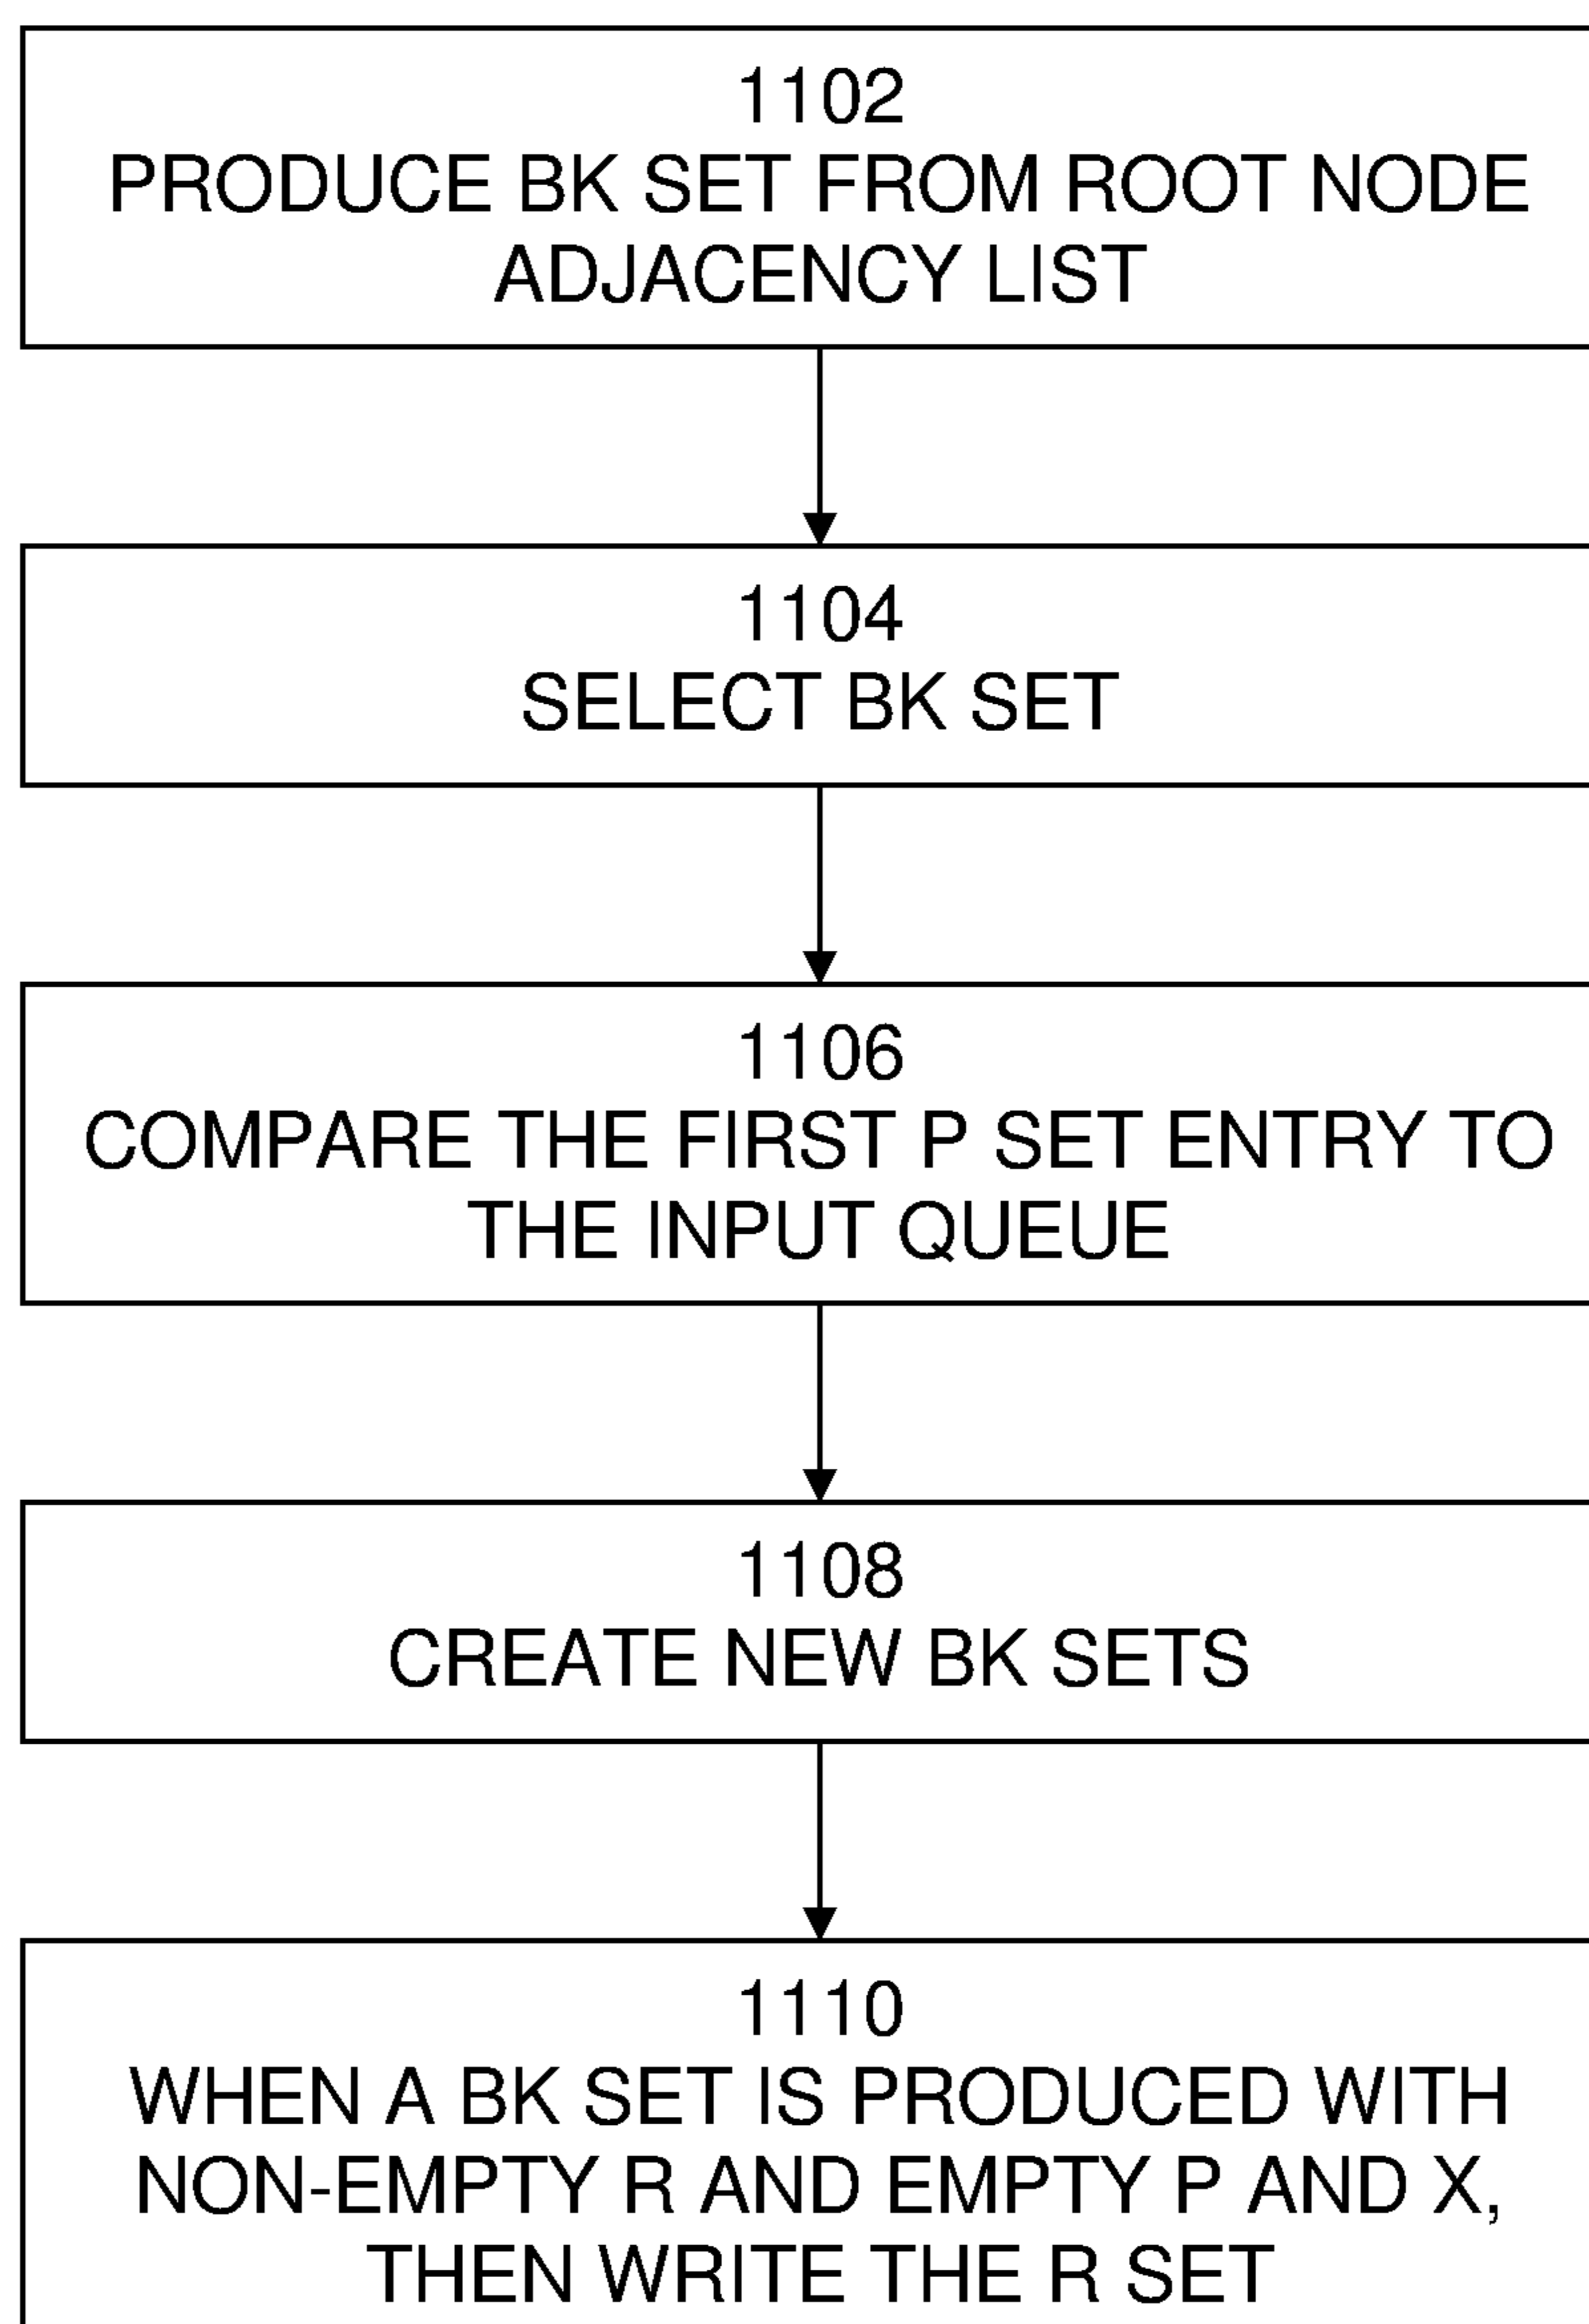 1102
PRODUCE BK SET FROM ROOT NODE
ADJACENCY LIST
1104
SELECT BK SET
1106
COMPARE THE FIRST P SET ENTRY TO
THE INPUT QUEUE
1108
CREATE NEW BK SETS
1110
WHEN A BK SET IS PRODUCED WITH
NON-EMPTY R AND EMPTY P AND X,
THEN WRITE THE R SET